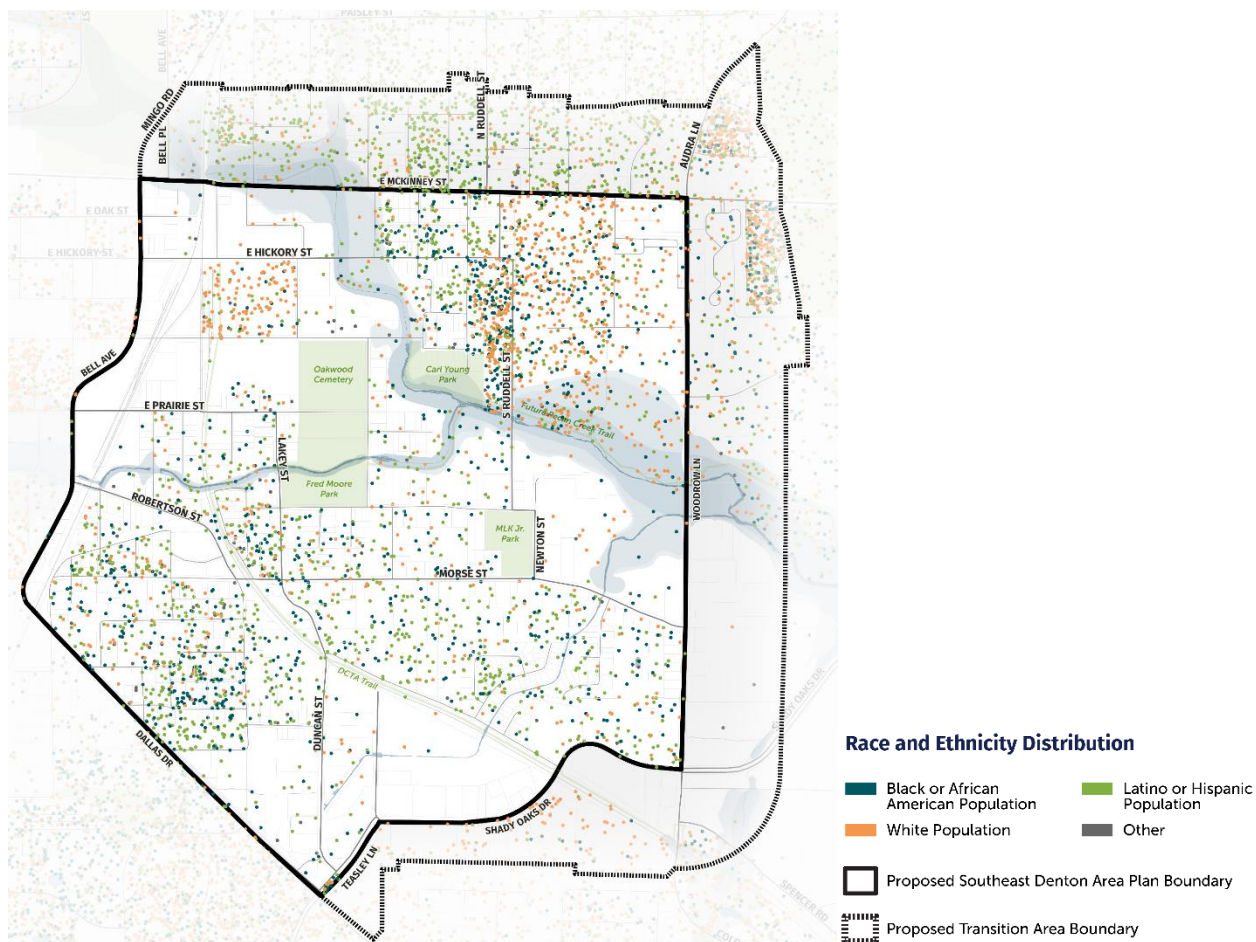 PAISLEY ST
BELL AVE
MINGO RD
BELL PL
N RUDDELL ST
AUDRA LN
E MCKINNEY ST
E OAK ST
E HICKORY ST
E HICKORY ST
BELL AVE
Oakwood
Cemetery
Carl Young
Park
S RUDDELL ST
Future Pecan Creek Trail
E PRAIRIE ST
LAKEY ST
Fred Moore
Park
WOODROW LN
ROBERTSON ST
MLK Jr.
Park
NEWTON ST
MORSE ST
DCTA Trail
DUNCAN ST
DALLAS DR
SHADY OAKS DR
SHADY OAKS DR
TEASLEY LN
SPENCER RD
Race and Ethnicity Distribution
Black or African
American Population
Latino or Hispanic
Population
White Population
Other
Proposed Southeast Denton Area Plan Boundary
Proposed Transition Area Boundary